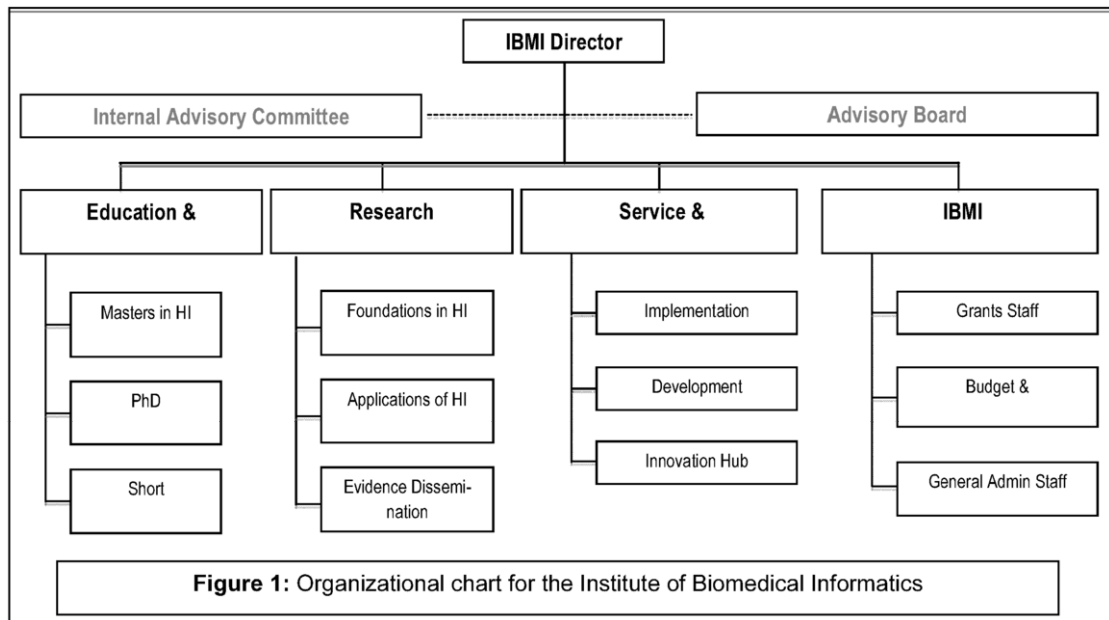 IBMI Director
Internal Advisory Committee
Advisory Board
Education &
Research
Service &
IBMI
Masters in HI
Foundations in HI
Implementation
Grants Staff
PhD
Applications of HI
Development
Budget &
Short
Evidence Dissemi-
nation
Innovation Hub
General Admin Staff
Figure 1: Organizational chart for the Institute of Biomedical Informatics